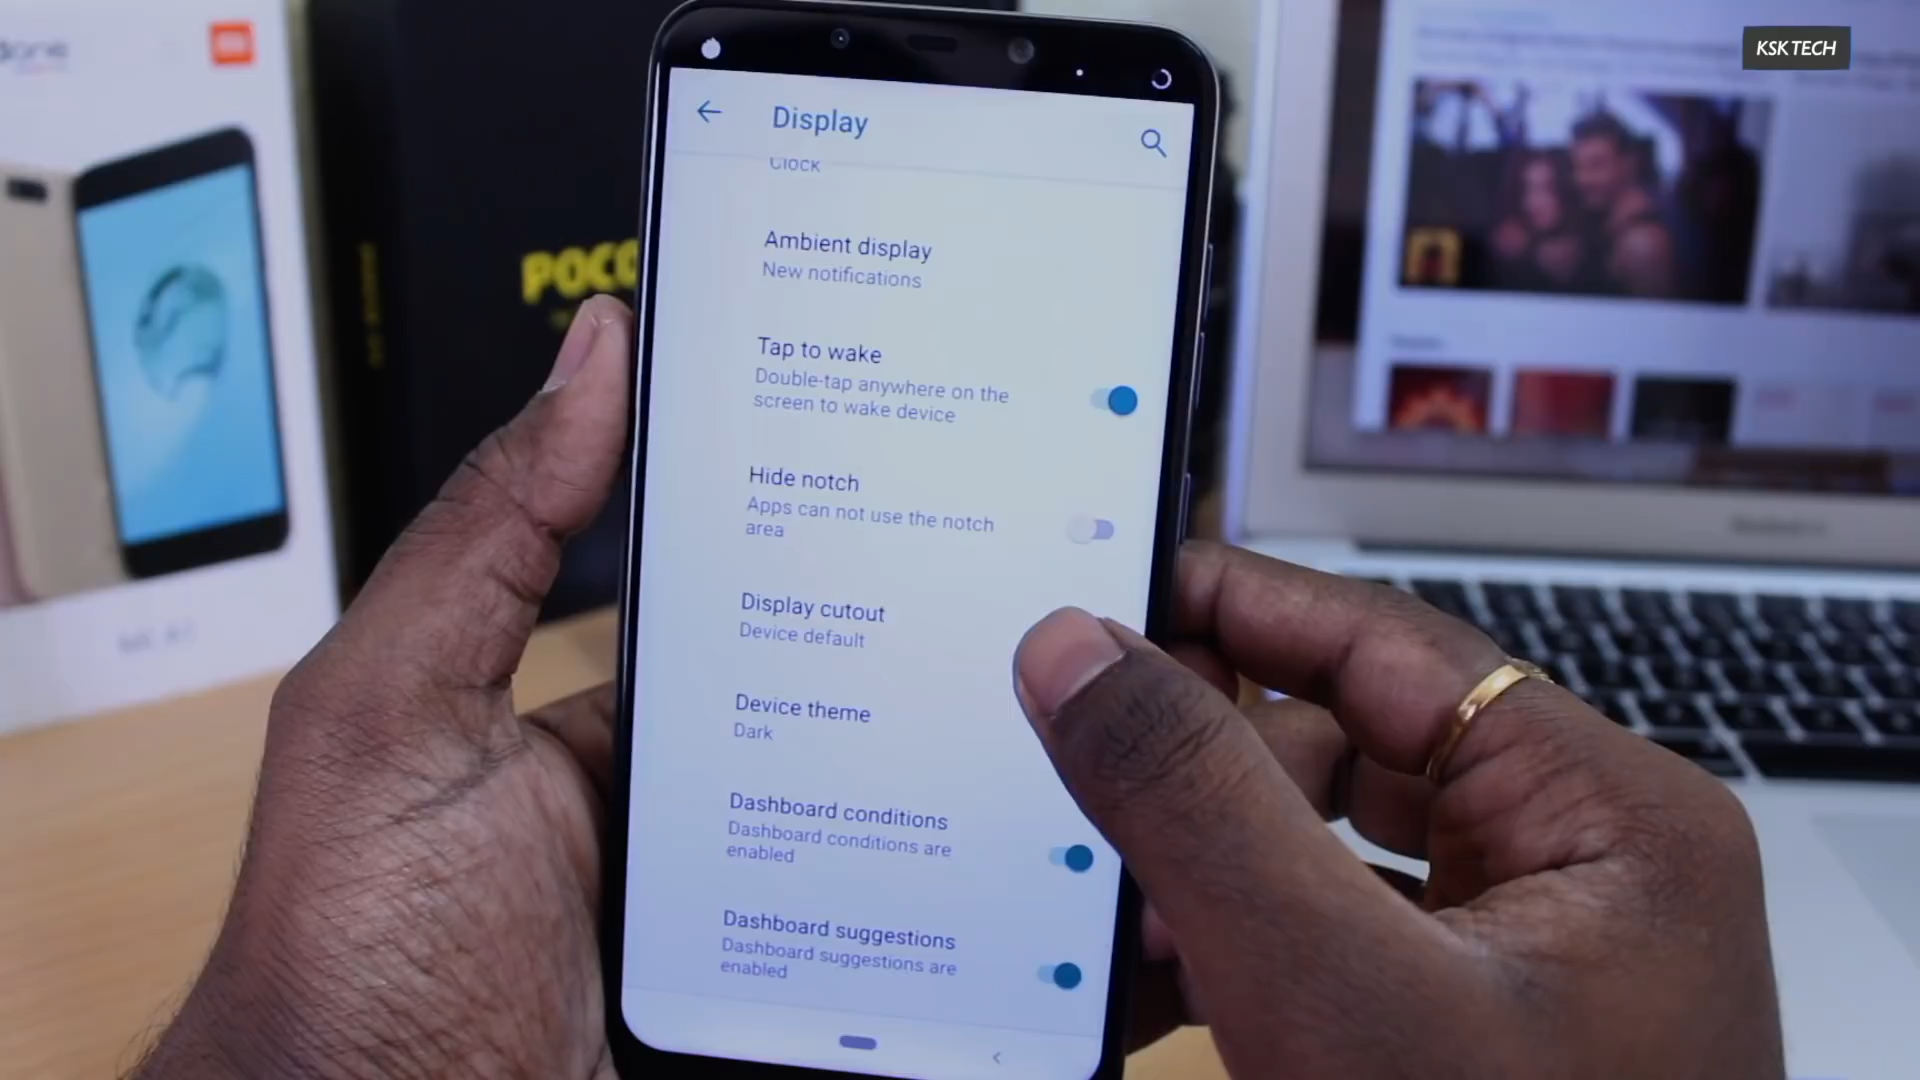 KSK TECH
POCO
Display
Clock
Ambient display
New notifications
Tap to wake
Double-tap anywhere on the
screen to wake device
Hide notch
Apps can not use the notch
area
Display cutout
Device default
Device theme
Dark
Dashboard conditions
Dashboard conditions are
enabled
Dashboard suggestions
Dashboard suggestions are
enabled